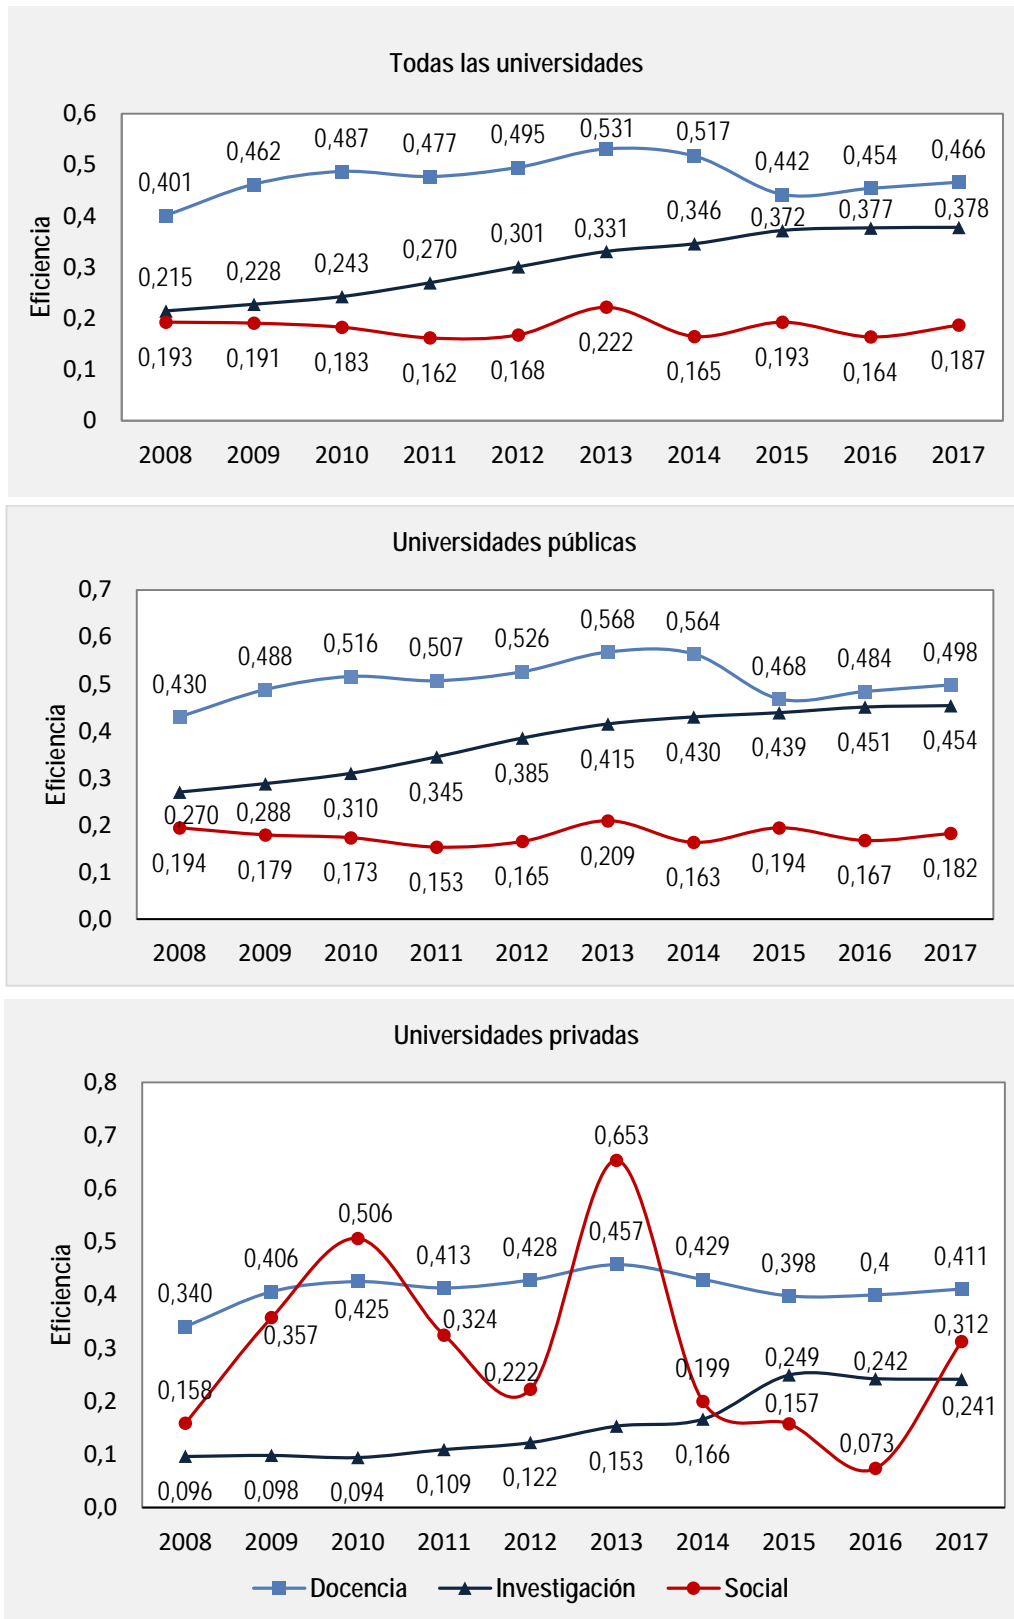 Todas las universidades
0,6
0,5
0,4
0,3
0,2
0,1
0
Eficiencia
0,401 0,462 0,487 0,477 0,495 0,531 0,517 0,442 0,454 0,466
0,215 0,228 0,243 0,270 0,301 0,331 0,346 0,372 0,377 0,378
0,193 0,191 0,183 0,162 0,168 0,222 0,165 0,193 0,164 0,187
2008 2009 2010 2011 2012 2013 2014 2015 2016 2017
Universidades públicas
0,7
0,6
0,5
0,4
0,3
0,2
0,1
0,0
Eficiencia
0,430 0,488 0,516 0,507 0,526 0,568 0,564 0,468 0,484 0,498
0,270 0,288 0,310 0,345 0,385 0,415 0,430 0,439 0,451 0,454
0,194 0,179 0,173 0,153 0,165 0,209 0,163 0,194 0,167 0,182
2008 2009 2010 2011 2012 2013 2014 2015 2016 2017
Universidades privadas
0,8
0,7
0,6
0,5
0,4
0,3
0,2
0,1
0,0
Eficiencia
0,340 0,406 0,425 0,413 0,428 0,457 0,429 0,398 0,4 0,411
0,158 0,357 0,506 0,324 0,222 0,653 0,199 0,157 0,073 0,312
0,096 0,098 0,094 0,109 0,122 0,153 0,166 0,249 0,242 0,241
2008 2009 2010 2011 2012 2013 2014 2015 2016 2017
Docencia Investigación Social